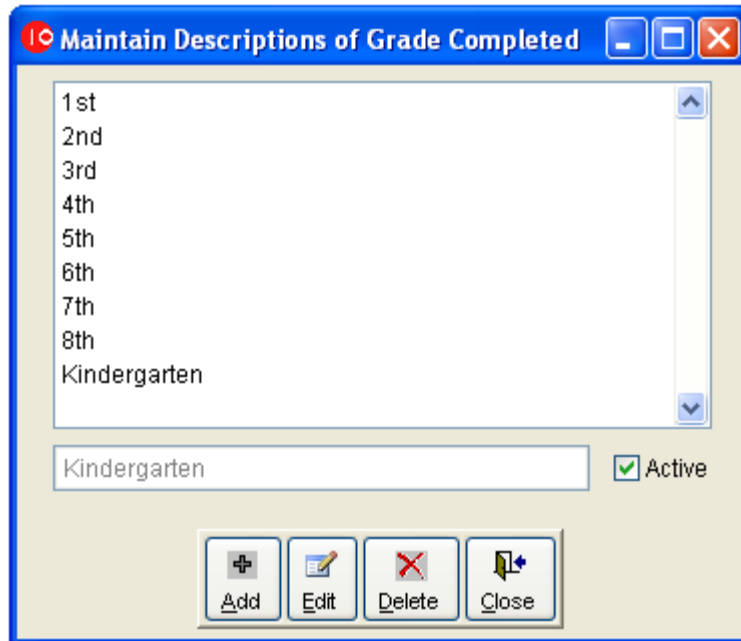 Maintain Descriptions of Grade Completed
1st
2nd
3rd
4th
5th
6th
7th
8th
Kindergarten
Kindergarten Active
Add Edit Delete Close